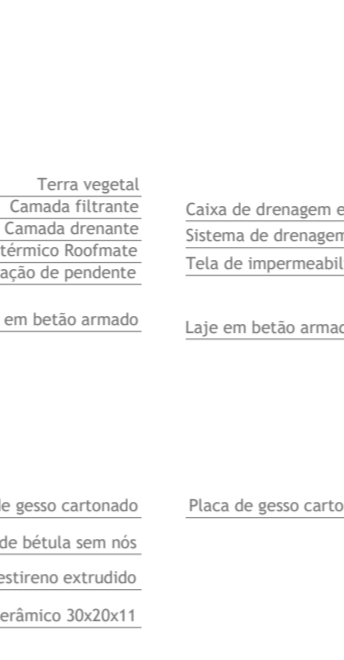 Terra vegetal
Camada filtrante
Camada drenante
térmico Roofmate
ação de pendente
em betão armado
Caixa de drenagem e
Sistema de drenagem
Tela de impermeabil
Laje em betão armad
de gesso cartonado
de bétula sem nós
estireno extrudido
erâmico 30x20x11
Placa de gesso carto